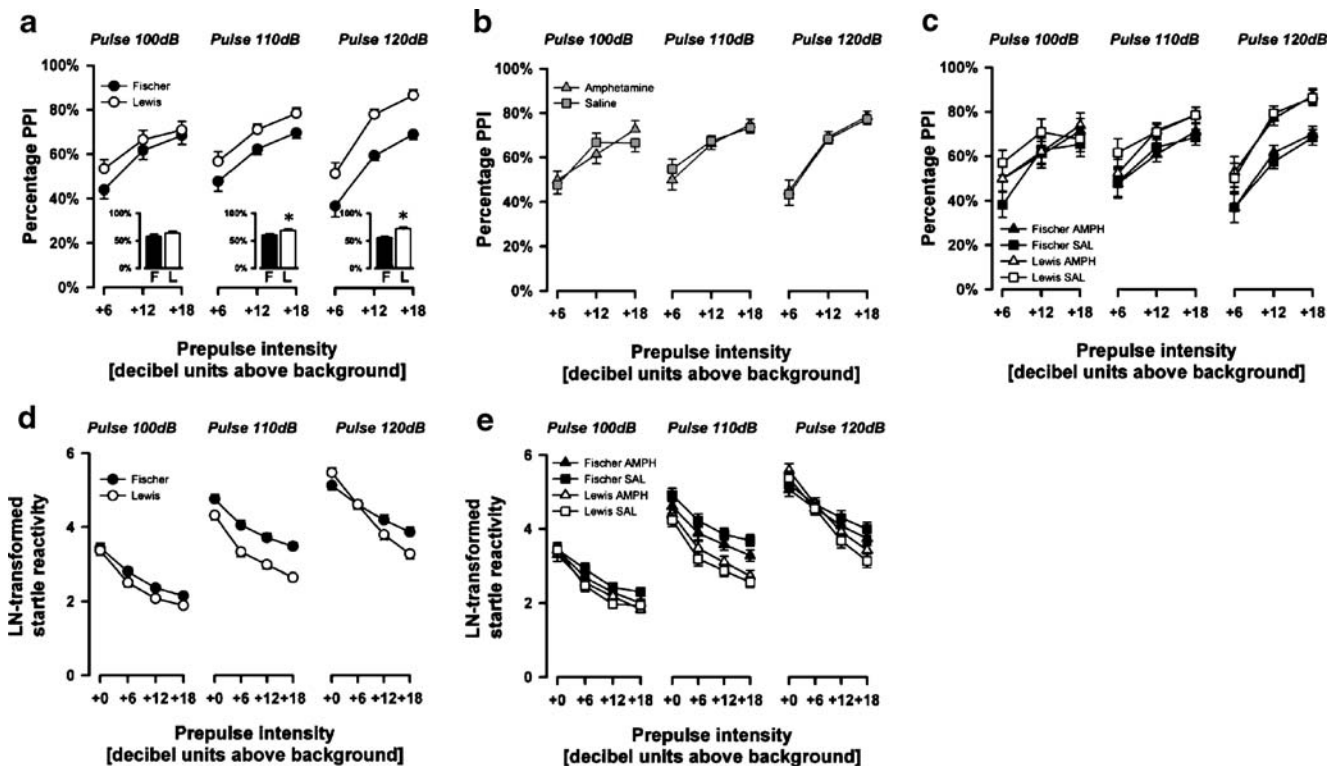 a
Pulse 100dB Pulse 110dB Pulse 120dB
Percentage PPI
100%
80%
60%
40%
20%
0%
Fischer
Lewis
100%
50%
0%
F L
100%
50%
0%
*
F L
100%
50%
0%
*
F L
+6 +12 +18 +6 +12 +18 +6 +12 +18
Prepulse intensity
[decibel units above background]
b
Pulse 100dB Pulse 110dB Pulse 120dB
Percentage PPI
100%
80%
60%
40%
20%
0%
Amphetamine
Saline
+6 +12 +18 +6 +12 +18 +6 +12 +18
Prepulse intensity
[decibel units above background]
c
Pulse 100dB Pulse 110dB Pulse 120dB
Percentage PPI
100%
80%
60%
40%
20%
0%
Fischer AMPH
Fischer SAL
Lewis AMPH
Lewis SAL
+6 +12 +18 +6 +12 +18 +6 +12 +18
Prepulse intensity
[decibel units above background]
d
Pulse 100dB Pulse 110dB Pulse 120dB
LN-transformed
startle reactivity
6
4
2
0
Fischer
Lewis
+0 +6 +12 +18 +0 +6 +12 +18 +0 +6 +12 +18
Prepulse intensity
[decibel units above background]
e
Pulse 100dB Pulse 110dB Pulse 120dB
LN-transformed
startle reactivity
6
4
2
0
Fischer AMPH
Fischer SAL
Lewis AMPH
Lewis SAL
+0 +6 +12 +18 +0 +6 +12 +18 +0 +6 +12 +18
Prepulse intensity
[decibel units above background]